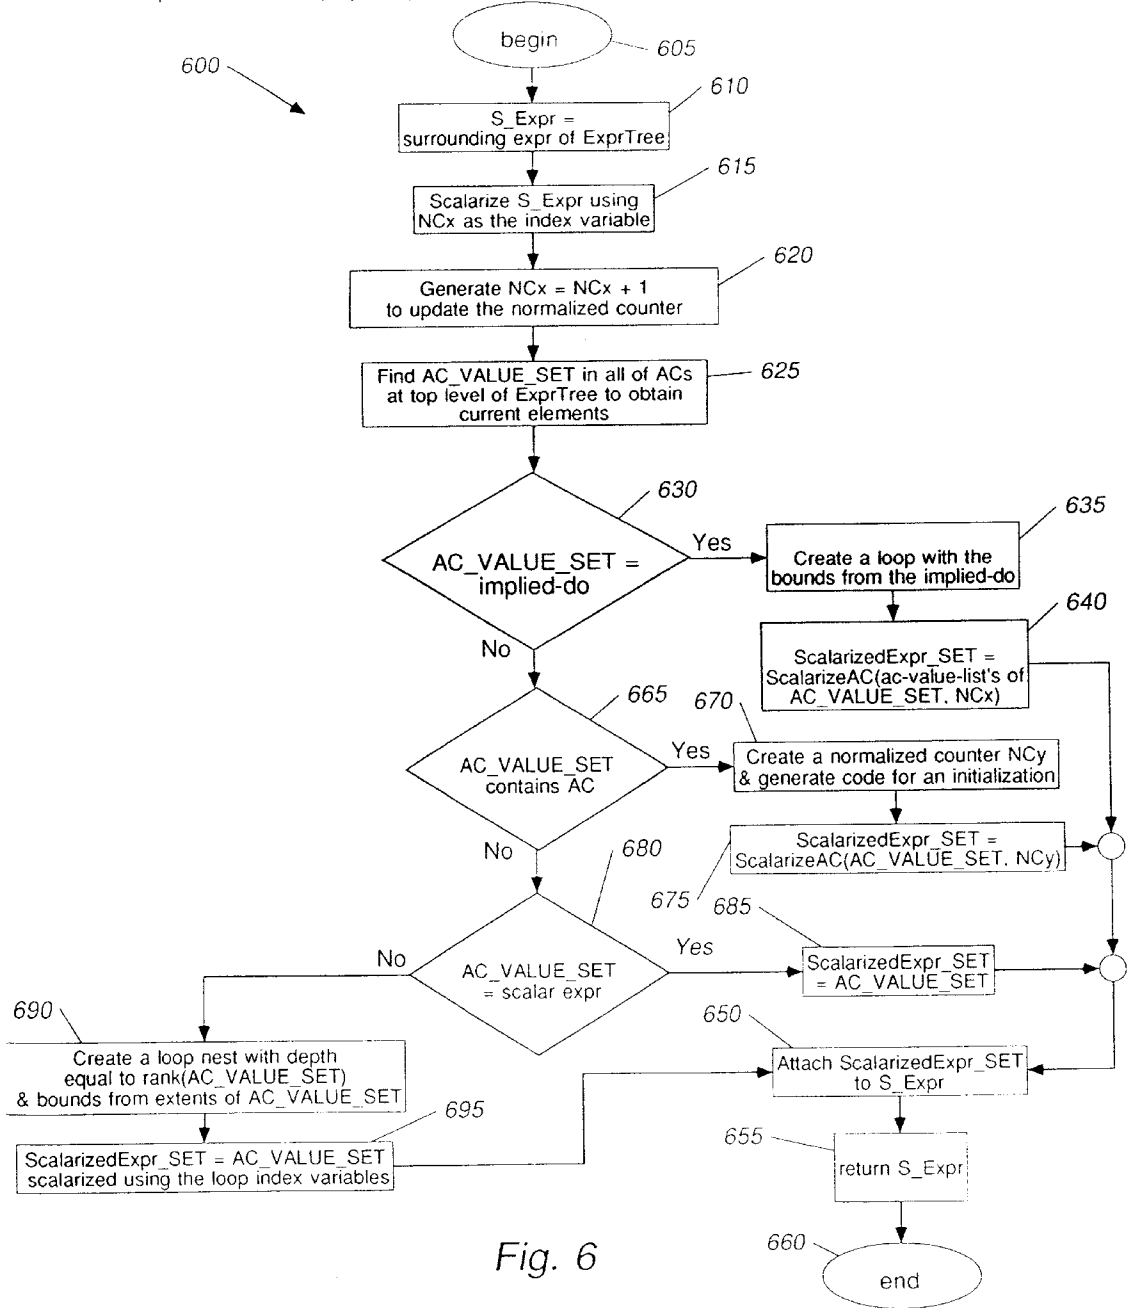 begin
605
600
610
S_Expr =
surrounding expr of ExprTree
615
Scalarize S_Expr using
NCx as the index variable
620
Generate NCx = NCx + 1
to update the normalized counter
625
Find AC_VALUE_SET in all of ACs
at top level of ExprTree to obtain
current elements
630
AC_VALUE_SET =
implied-do
Yes
635
Create a loop with the
bounds from the implied-do
640
ScalarizedExpr_SET =
ScalarizeAC(ac-value-list's of
AC_VALUE_SET, NCx)
No
665
AC_VALUE_SET
contains AC
Yes
670
Create a normalized counter NCy
& generate code for an initialization
ScalarizedExpr_SET =
ScalarizeAC(AC_VALUE_SET, NCy)
675
No
680
AC_VALUE_SET
= scalar expr
Yes
685
ScalarizedExpr_SET
= AC_VALUE_SET
No
690
Create a loop nest with depth
equal to rank(AC_VALUE_SET)
& bounds from extents of AC_VALUE_SET
695
ScalarizedExpr_SET = AC_VALUE_SET
scalarized using the loop index variables
650
Attach ScalarizedExpr_SET
to S_Expr
655
return S_Expr
660
end
Fig. 6